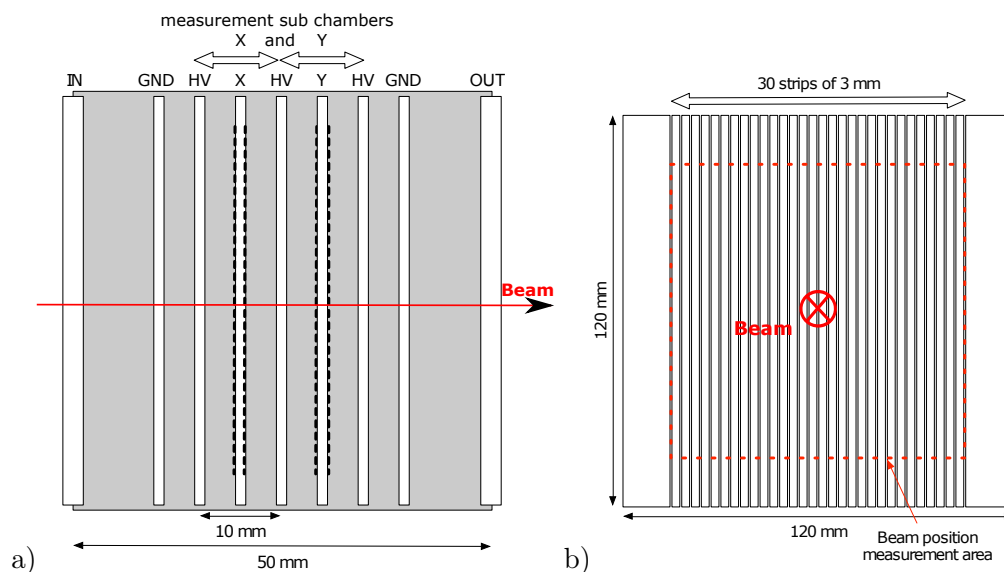 measurement sub chambers
X and Y
IN GND HV X HV Y HV GND OUT
Beam
10 mm
50 mm
a)
30 strips of 3 mm
120 mm
Beam
120 mm
Beam position
measurement area
b)